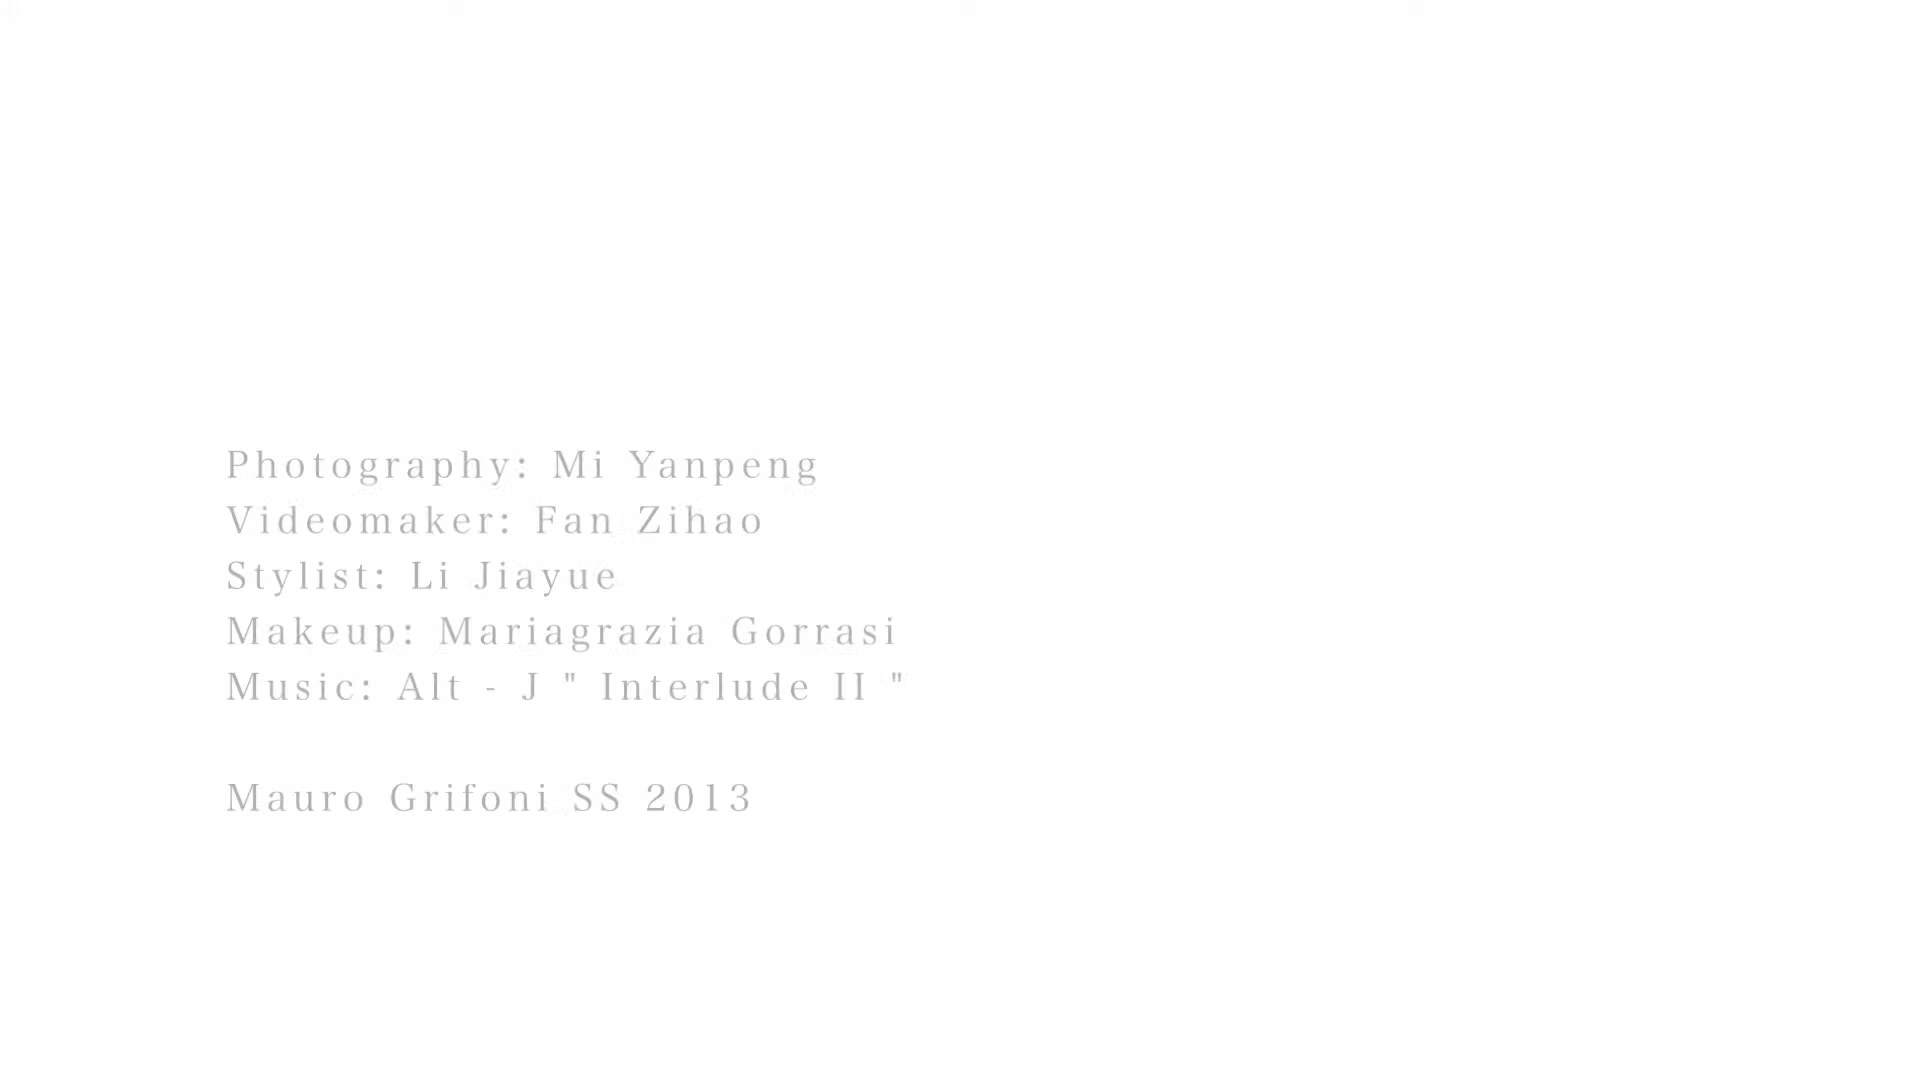 Photography: Mi Yanpeng
Videomaker: Fan Zihao
Stylist: Li Jiayue
Makeup: Mariagrazia Gorrasi
Music: Alt - J " Interlude II "
Mauro Grifoni SS 2013